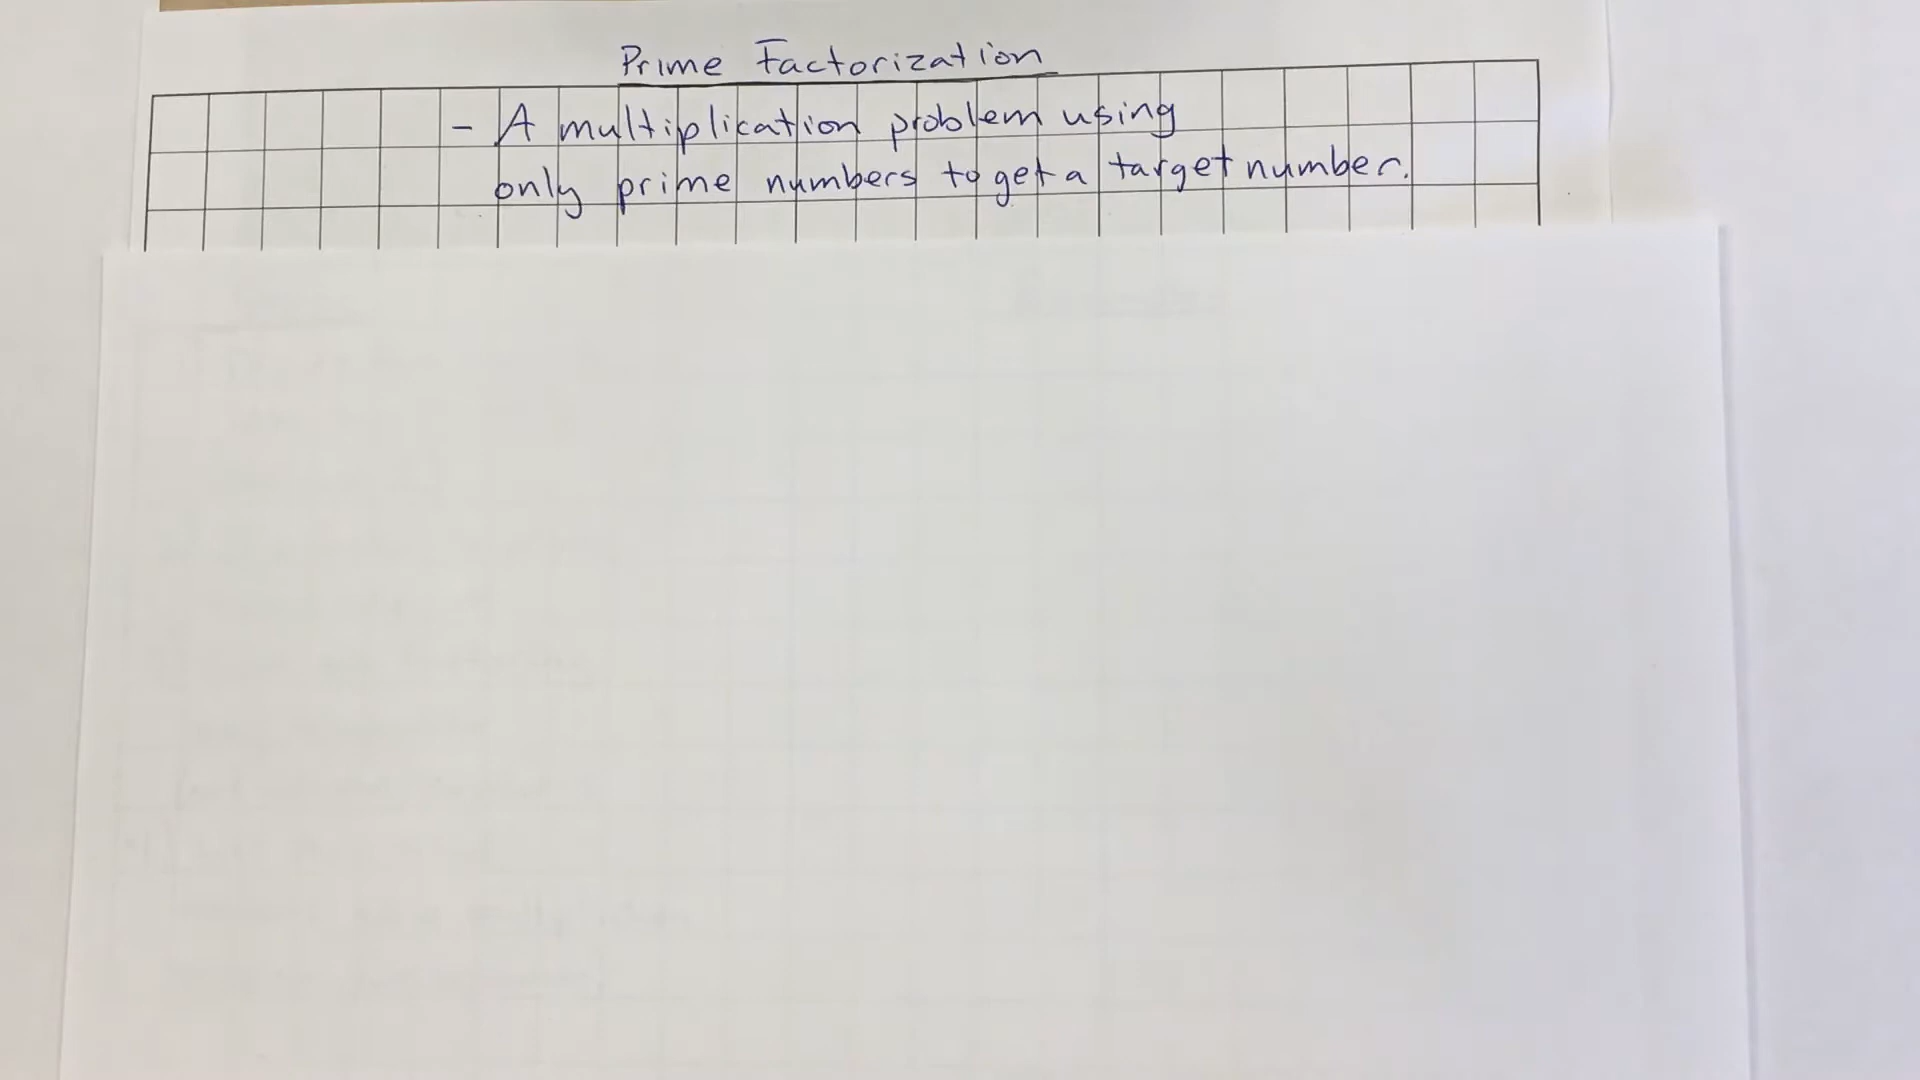 Prime Factorization
- A multiplication problem using
only prime numbers to get a target number.